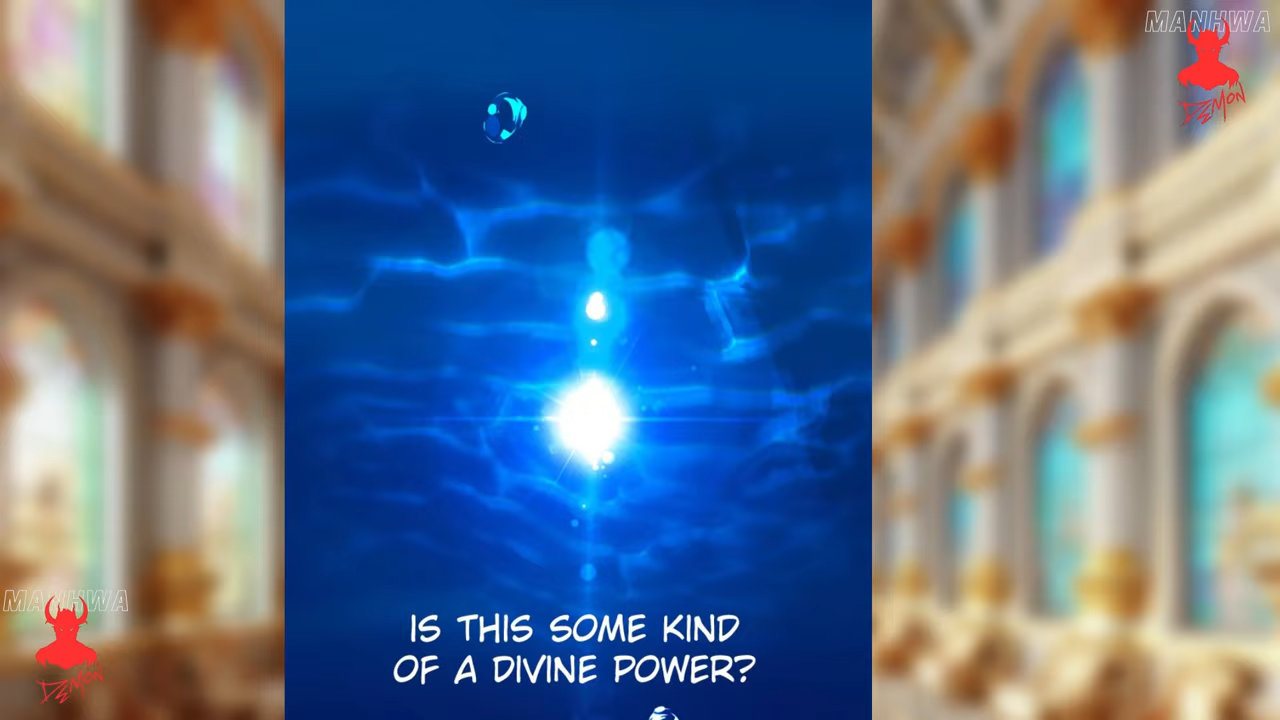 MANHWA
DEMON
IS THIS SOME KIND
OF A DIVINE POWER?
MANHWA
DEMON